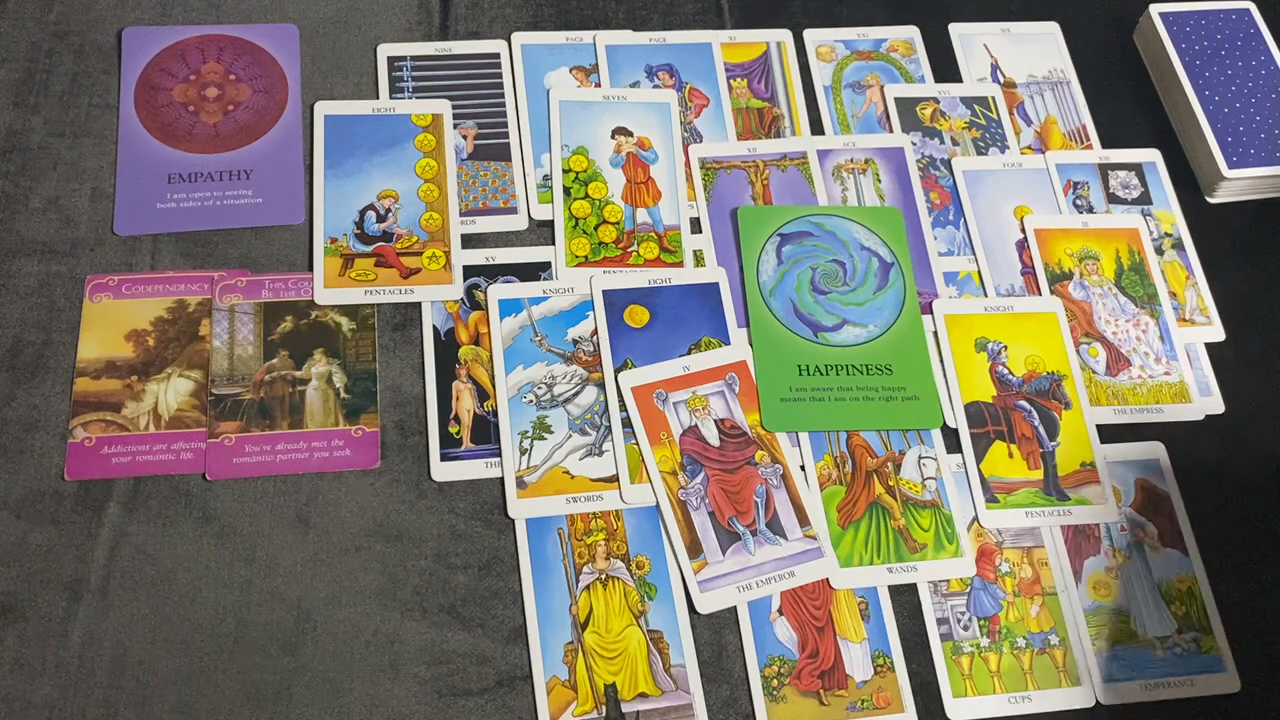 EMPATHY
I am open to seeing
both sides of a situation
NINE
PAGE
PAGE
XI
XXI
SIX
EIGHT
PENTACLES
SEVEN
XII
ACE
XVI
FOUR
XIII
III
THE EMPRESS
CODEPENDENCY
Addictions are affecting
your romantic life.
THIS COU
BE THE O
You've already met the
romantic partner you seek.
XV
KNIGHT
SWORDS
EIGHT
IV
THE EMPEROR
HAPPINESS
I am aware that being happy
means that I am on the right path
WANDS
KNIGHT
PENTACLES
CUPS
TEMPERANCE